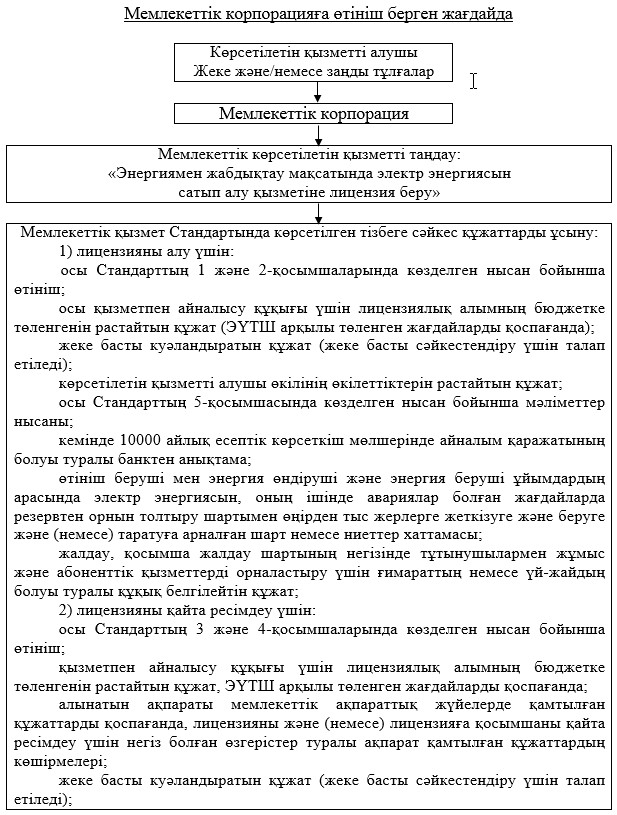 Мемлекеттік корпорацияға өтініш берген жағдайда
Көрсетілетін қызметті алушы
Жеке және/немесе заңды тұлғалар
Мемлекеттік корпорация
Мемлекеттік көрсетілетін қызметті таңдау:
«Энергиямен жабдықтау мақсатында электр энергиясын
сатып алу қызметіне лицензия беру»
Мемлекеттік қызмет Стандартында көрсетілген тізбеге сәйкес құжаттарды ұсыну:
1) лицензияны алу үшін:
осы Стандарттың 1 және 2-қосымшаларында көзделген нысан бойынша
өтініш;
осы қызметпен айналысу құқығы үшін лицензиялық алымның бюджетке
төленгенін растайтын құжат (ЭҮТШ арқылы төленген жағдайларды қоспағанда);
жеке басты куәландыратын құжат (жеке басты сәйкестендіру үшін талап
етіледі);
көрсетілетін қызметті алушы өкілінің өкілеттіктерін растайтын құжат;
осы Стандарттың 5-қосымшасында көзделген нысан бойынша мәліметтер
нысаны;
кемінде 10000 айлық есептік көрсеткіш мөлшерінде айналым қаражатының
болуы туралы банктен анықтама;
өтініш беруші мен энергия өндіруші және энергия беруші ұйымдардың
арасында электр энергиясын, оның ішінде авариялар болған жағдайларда
резервтен орнын толтыру шартымен өңірден тыс жерлерге жеткізуге және беруге
және (немесе) таратуға арналған шарт немесе ниеттер хаттамасы;
жалдау, қосымша жалдау шартының негізінде тұтынушылармен жұмыс
және абоненттік қызметтерді орналастыру үшін ғимараттың немесе үй-жайдың
болуы туралы құқық белгілейтін құжат;
2) лицензияны қайта ресімдеу үшін:
осы Стандарттың 3 және 4-қосымшаларында көзделген нысан бойынша
өтініш;
қызметпен айналысу құқығы үшін лицензиялық алымның бюджетке
төленгенін растайтын құжат, ЭҮТШ арқылы төленген жағдайларды қоспағанда;
алынатын ақпараты мемлекеттік ақпараттық жүйелерде қамтылған
құжаттарды қоспағанда, лицензияны және (немесе) лицензияға қосымшаны қайта
ресімдеу үшін негіз болған өзгерістер туралы ақпарат қамтылған құжаттардың
көшірмелері;
жеке басты куәландыратын құжат (жеке басты сәйкестендіру үшін талап
етіледі);